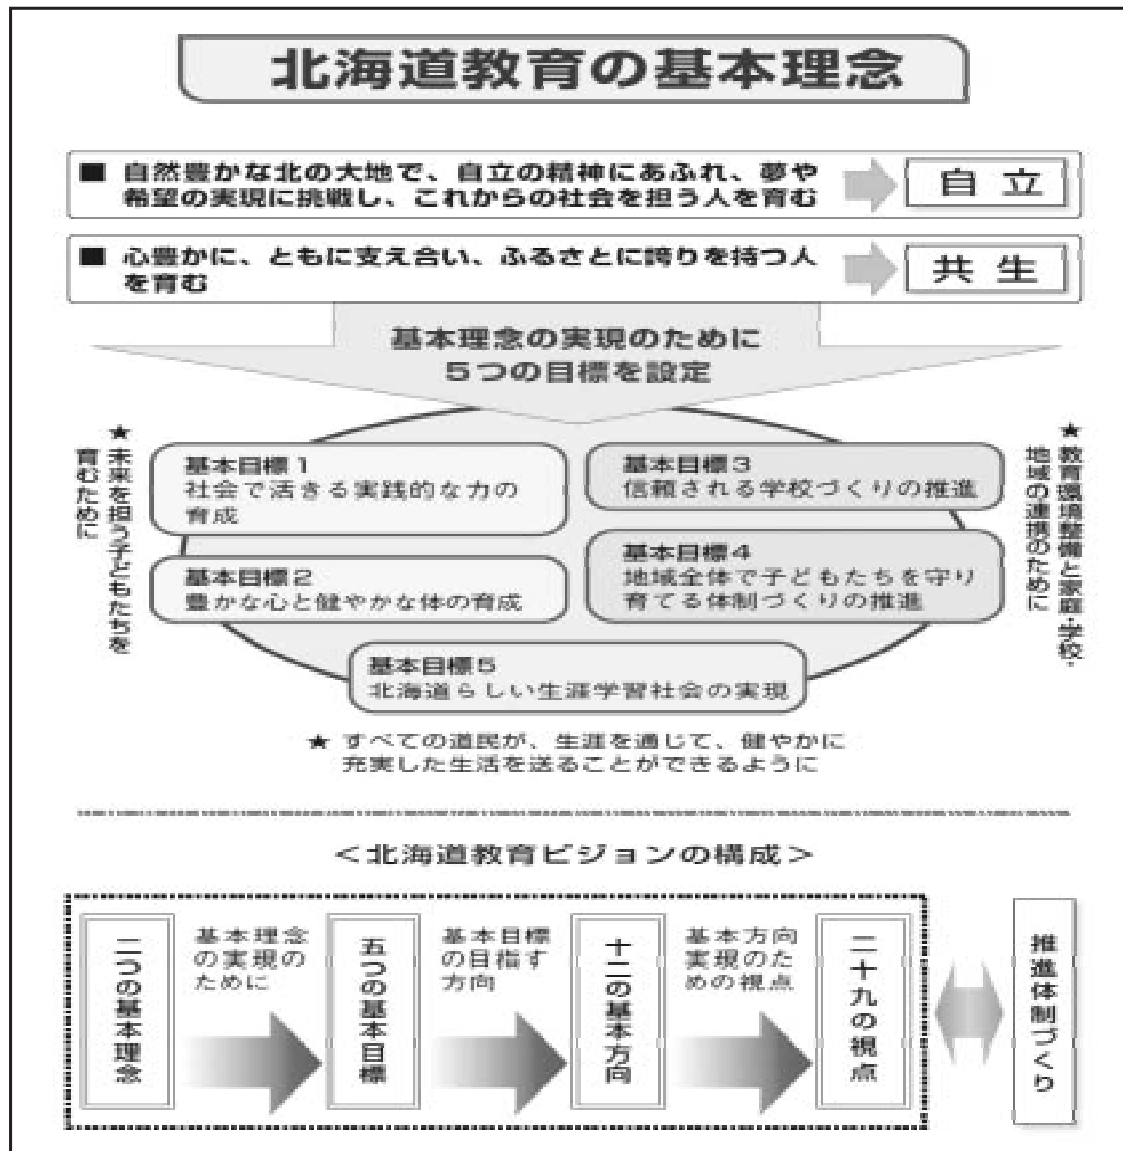 北海道教育の基本理念
■ 自然豊かな北の大地で、自立の精神にあふれ、夢や
希望の実現に挑戦し、これからの社会を担う人を育む
自立
■ 心豊かに、ともに支え合い、ふるさとに誇りを持つ人
を育む
共生
基本理念の実現のために
5つの目標を設定
★ 未来を担う子どもたちを
育むために
基本目標1
社会で活きる実践的な力の
育成
基本目標2
豊かな心と健やかな体の育成
基本目標3
信頼される学校づくりの推進
基本目標4
地域全体で子どもたちを守り
育てる体制づくりの推進
★ 教育環境整備と家庭・学校・
地域の連携のために
基本目標5
北海道らしい生涯学習社会の実現
★ すべての道民が、生涯を通じて、健やかに
充実した生活を送ることができるように
＜北海道教育ビジョンの構成＞
二つの基本理念
基本理念
の実現の
ために
五つの基本目標
基本目標
の目指す
方向
十二の基本方向
基本方向
実現のた
めの視点
二十九の視点
推進体制づくり